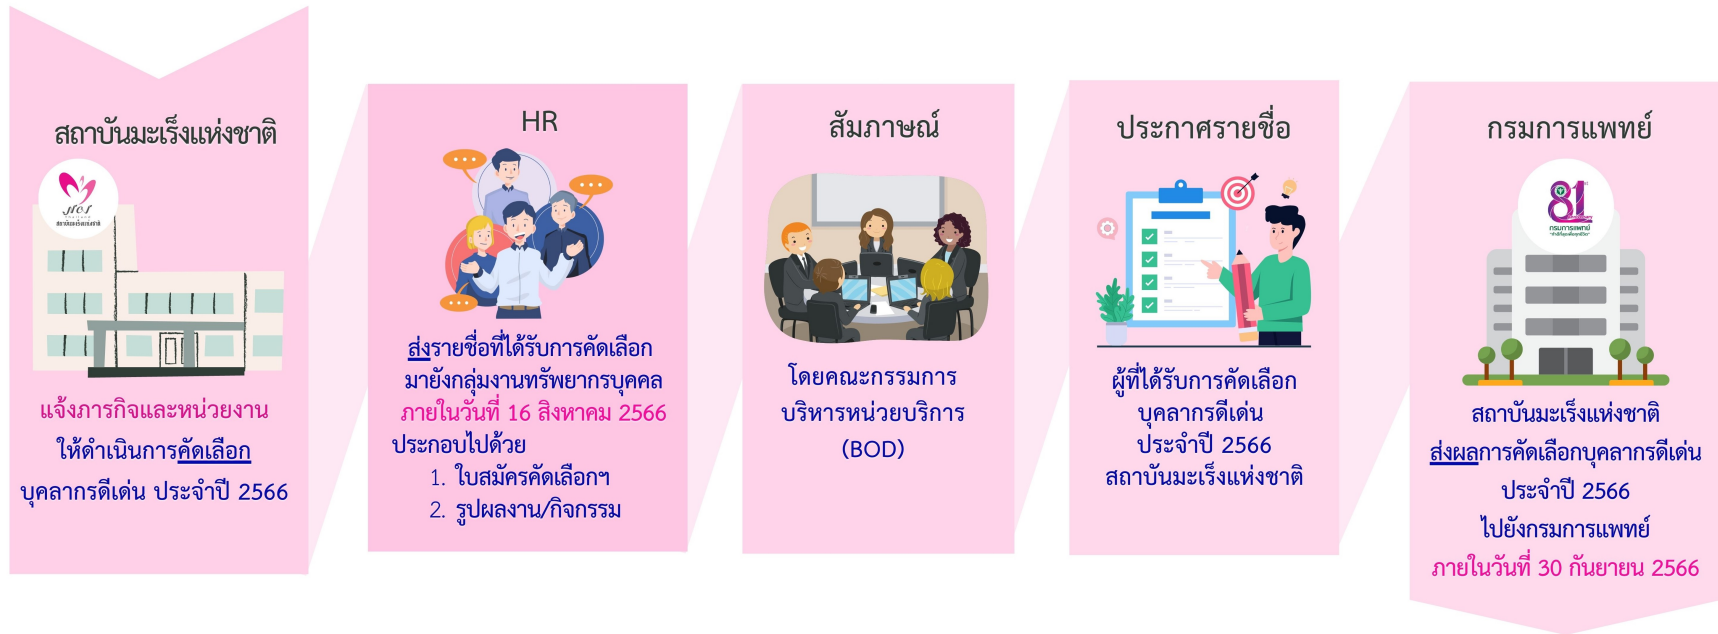 สถาบันมะเร็งแห่งชาติ
NCI
สถาบันมะเร็งแห่งชาติ
แจ้งภารกิจและหน่วยงาน
ให้ดำเนินการคัดเลือก
บุคลากรดีเด่น ประจำปี 2566
HR
ส่งรายชื่อที่ได้รับการคัดเลือก
มายังกลุ่มงานทรัพยากรบุคคล
ภายในวันที่ 16 สิงหาคม 2566
ประกอบไปด้วย
1. ใบสมัครคัดเลือกฯ
2. รูปผลงาน/กิจกรรม
สัมภาษณ์
โดยคณะกรรมการ
บริหารหน่วยบริการ
(BOD)
ประกาศรายชื่อ
ผู้ที่ได้รับการคัดเลือก
บุคลากรดีเด่น
ประจำปี 2566
สถาบันมะเร็งแห่งชาติ
กรมการแพทย์
81
กรมการแพทย์
สถาบันมะเร็งแห่งชาติ
ส่งผลการคัดเลือกบุคลากรดีเด่น
ประจำปี 2566
ไปยังกรมการแพทย์
ภายในวันที่ 30 กันยายน 2566